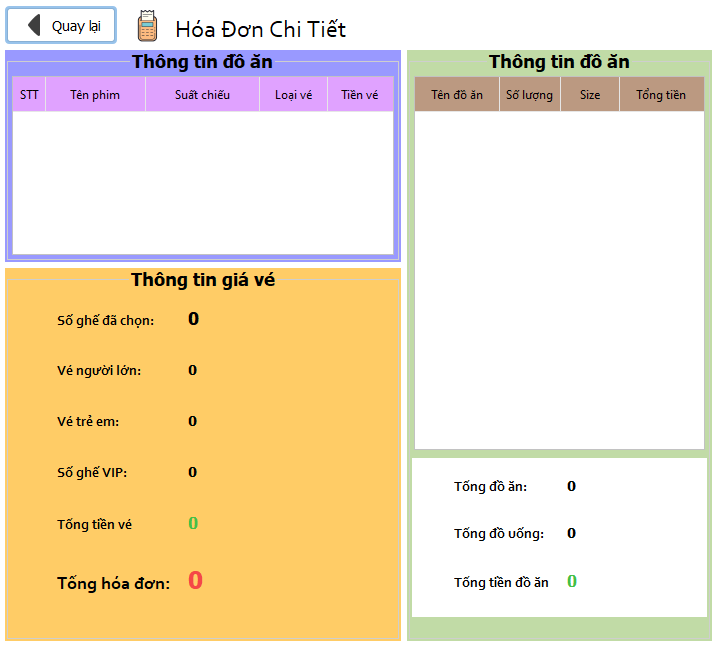 Quay lại
Hóa Đơn Chi Tiết
Thông tin đồ ăn
STT Tên phim Suất chiếu Loại vé Tiền vé
Thông tin giá vé
Số ghế đã chọn: 0
Vé người lớn: 0
Vé trẻ em: 0
Số ghế VIP: 0
Tổng tiền vé 0
Tổng hóa đơn: 0
Thông tin đồ ăn
Tên đồ ăn Số lượng Size Tổng tiền
Tổng đồ ăn: 0
Tổng đồ uống: 0
Tổng tiền đồ ăn 0